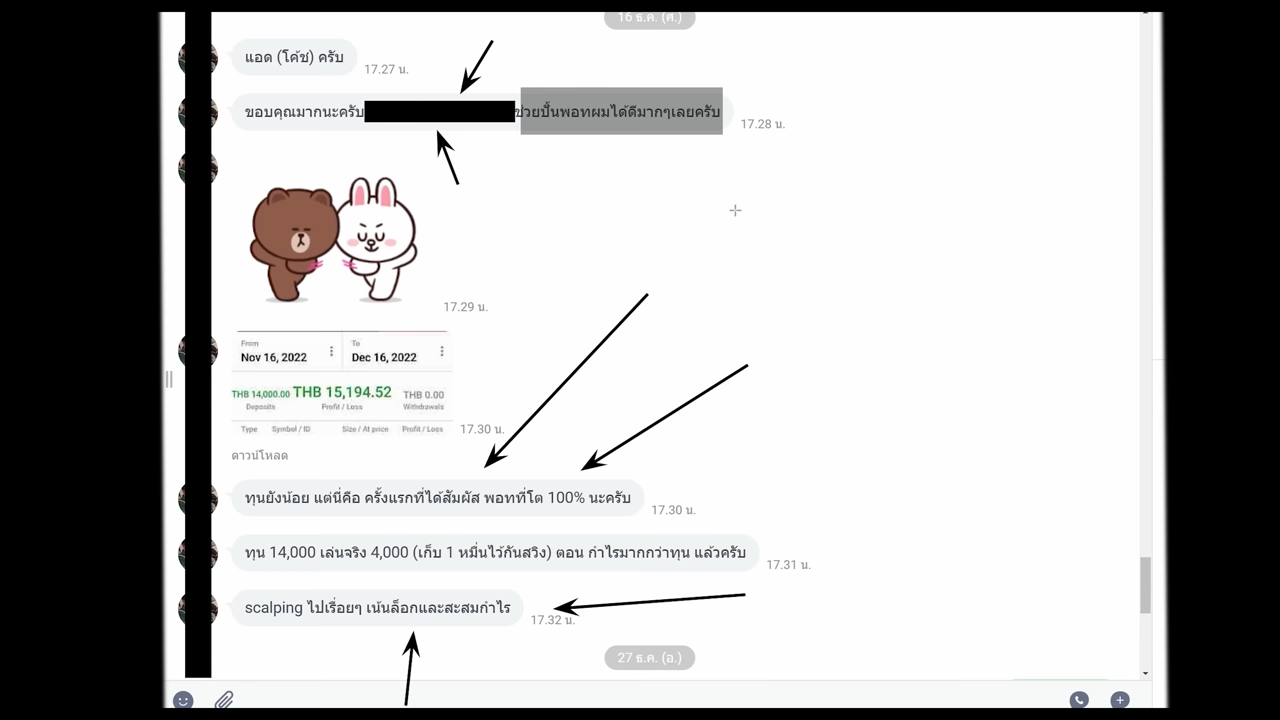 16 ธ.ค. (ศ.)
แอด (โค้ช) ครับ
17.27 น.
ขอบคุณมากนะครับ ช่วยปั้นพอทผมได้ดีมากๆเลยครับ
17.28 น.
17.29 น.
From To
Nov 16, 2022 Dec 16, 2022
THB 14,000.00 THB 15,194.52 THB 0.00
Deposits Profit / Loss Withdrawals
Type Symbol / ID Size / At price Profit / Loss
17.30 น.
ดาวน์โหลด
ทุนยังน้อย แต่นี่คือ ครั้งแรกที่ได้สัมผัส พอทที่โต 100% นะครับ
17.30 น.
ทุน 14,000 เล่นจริง 4,000 (เก็บ 1 หมื่นไว้กันสวิง) ตอน กำไรมากกว่าทุน แล้วครับ
17.31 น.
scalping ไปเรื่อยๆ เน้นล็อกและสะสมกำไร
17.32 น.
27 ธ.ค. (อ.)